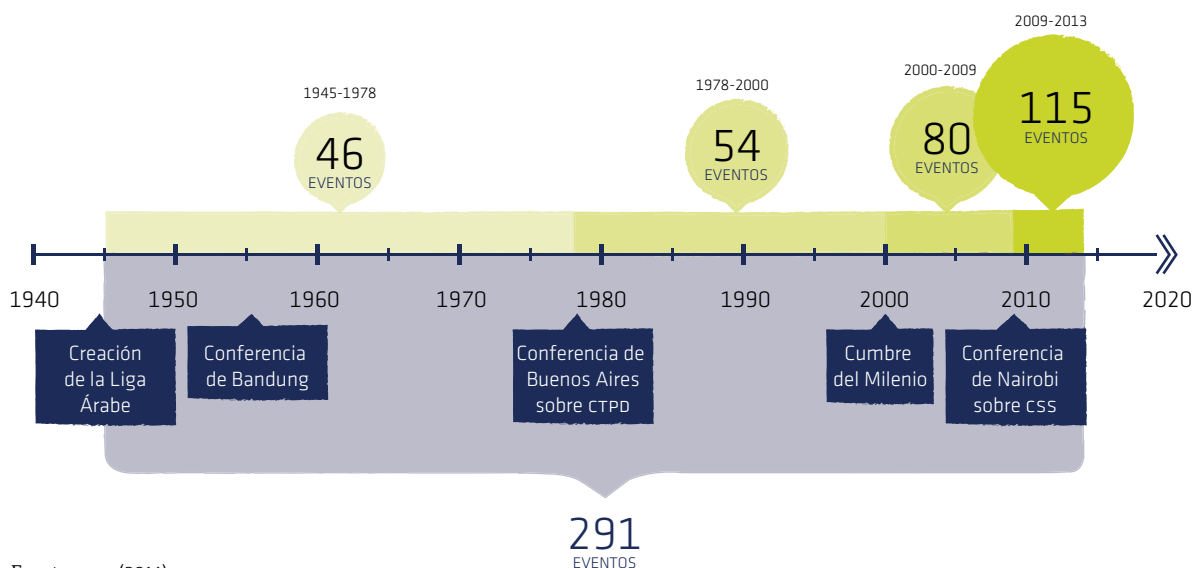 2009-2013
115
EVENTOS
2000-2009
80
EVENTOS
1978-2000
54
EVENTOS
1945-1978
46
EVENTOS
1940
1950
1960
1970
1980
1990
2000
2010
2020
Creación
de la Liga
Árabe
Conferencia
de Bandung
Conferencia de
Buenos Aires
sobre CTPD
Cumbre
del Milenio
Conferencia
de Nairobi
sobre CSS
291
EVENTOS